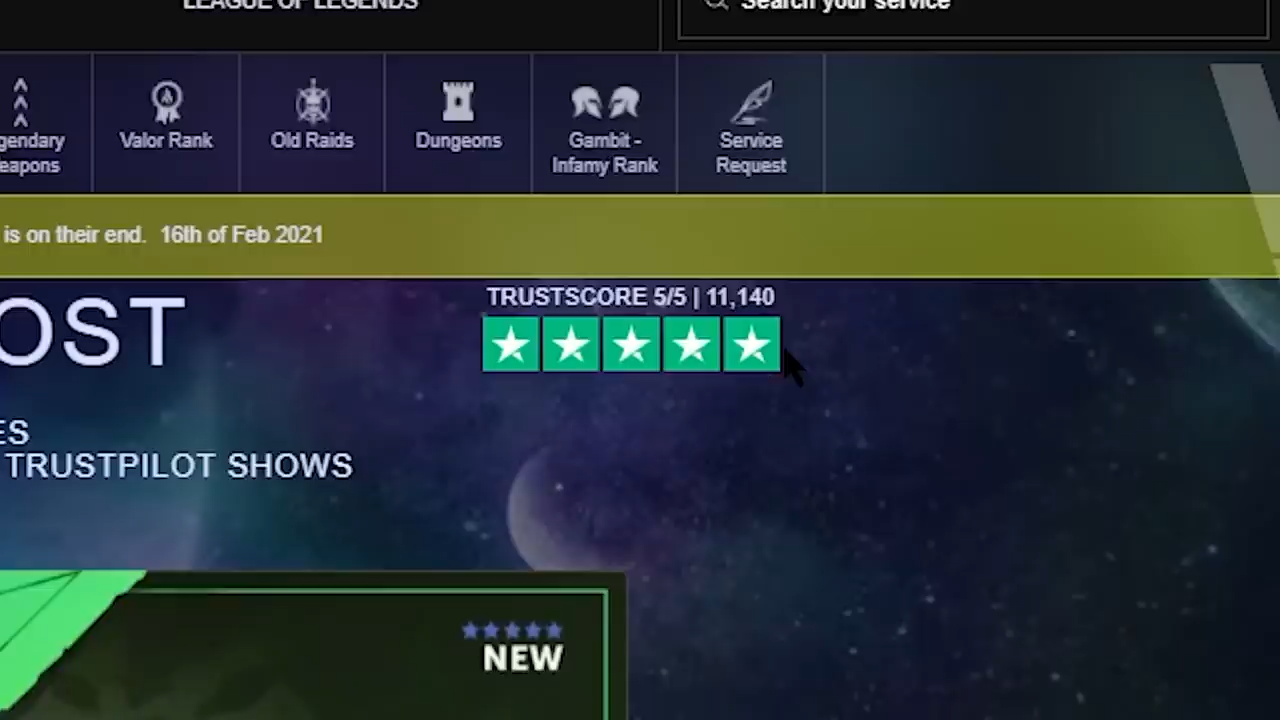 LEAGUE OF LEGENDS
Search your service
gendary
eapons
Valor Rank
Old Raids
Dungeons
Gambit -
Infamy Rank
Service
Request
is on their end. 16th of Feb 2021
OST
TRUSTSCORE 5/5 | 11,140
ES
TRUSTPILOT SHOWS
NEW